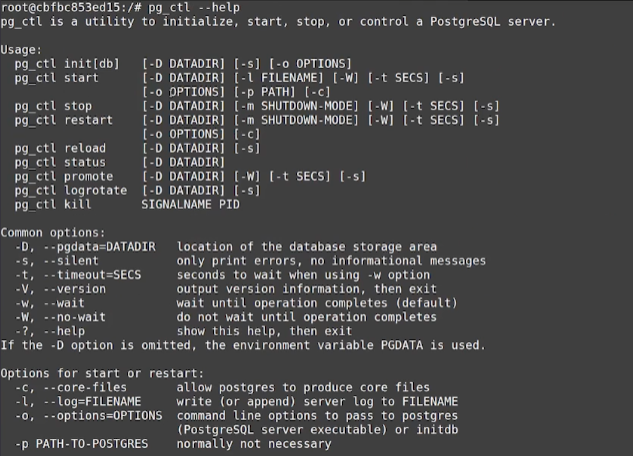 root@cbfbc853ed15:/# pg_ctl --help
pg_ctl is a utility to initialize, start, stop, or control a PostgreSQL server.

Usage:
  pg_ctl init[db]   [-D DATADIR] [-s] [-o OPTIONS]
  pg_ctl start      [-D DATADIR] [-l FILENAME] [-W] [-t SECS] [-s]
                    [-o OPTIONS] [-p PATH] [-c]
  pg_ctl stop       [-D DATADIR] [-m SHUTDOWN-MODE] [-W] [-t SECS] [-s]
  pg_ctl restart    [-D DATADIR] [-m SHUTDOWN-MODE] [-W] [-t SECS] [-s]
                    [-o OPTIONS] [-c]
  pg_ctl reload     [-D DATADIR] [-s]
  pg_ctl status     [-D DATADIR]
  pg_ctl promote    [-D DATADIR] [-W] [-t SECS] [-s]
  pg_ctl logrotate  [-D DATADIR] [-s]
  pg_ctl kill       SIGNALNAME PID

Common options:
  -D, --pgdata=DATADIR   location of the database storage area
  -s, --silent           only print errors, no informational messages
  -t, --timeout=SECS     seconds to wait when using -w option
  -V, --version          output version information, then exit
  -w, --wait             wait until operation completes (default)
  -W, --no-wait          do not wait until operation completes
  -?, --help             show this help, then exit
If the -D option is omitted, the environment variable PGDATA is used.

Options for start or restart:
  -c, --core-files       allow postgres to produce core files
  -l, --log=FILENAME     write (or append) server log to FILENAME
  -o, --options=OPTIONS  command line options to pass to postgres
                         (PostgreSQL server executable) or initdb
  -p PATH-TO-POSTGRES    normally not necessary